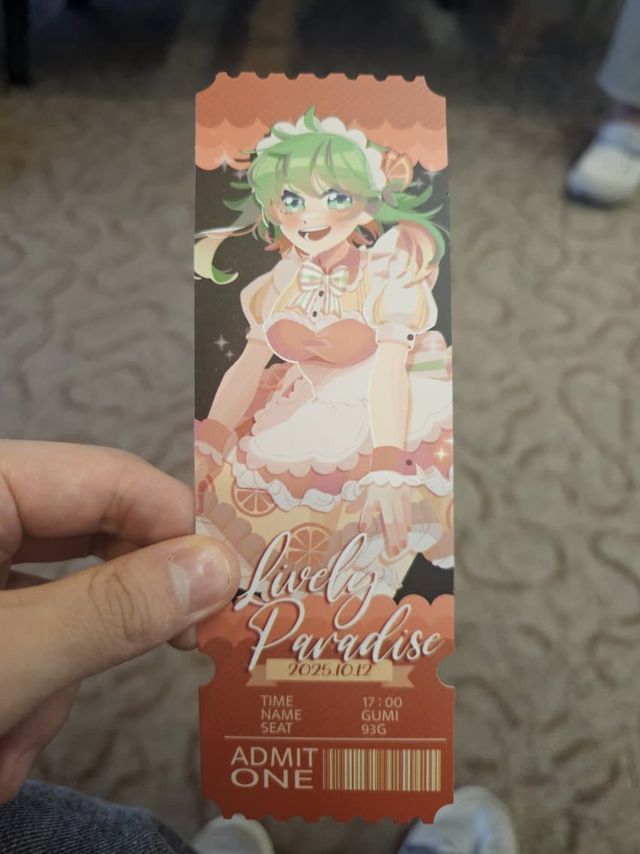 Lively
Paradise
2025.10.12
TIME 17:00
NAME GUMI
SEAT 93G
ADMIT
ONE